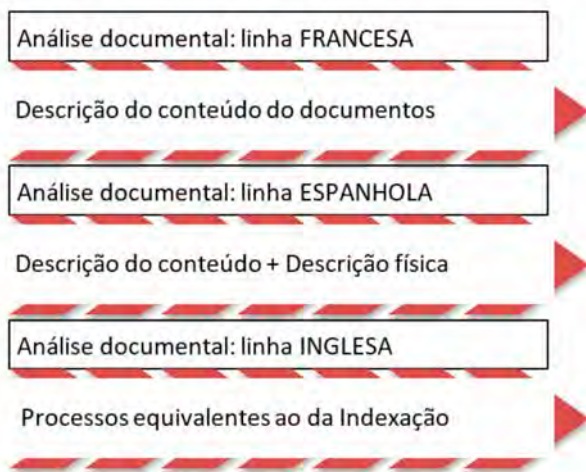 Análise documental: linha FRANCESA
Descrição do conteúdo do documentos
Análise documental: linha ESPANHOLA
Descrição do conteúdo + Descrição física
Análise documental: linha INGLESA
Processos equivalentes ao da Indexação